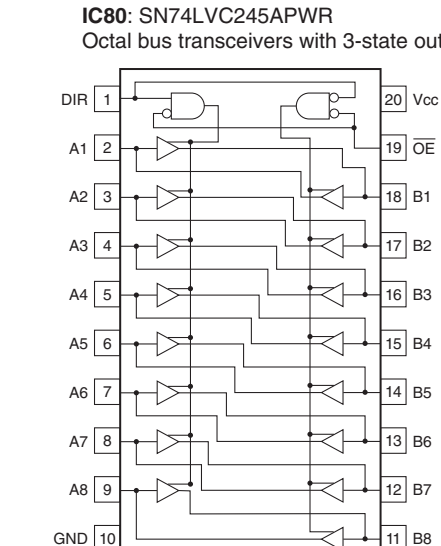 IC80: SN74LVC245APWR
Octal bus transceivers with 3-state out
DIR 1 20 Vcc
A1 2 19 OE
A2 3 18 B1
A3 4 17 B2
A4 5 16 B3
A5 6 15 B4
A6 7 14 B5
A7 8 13 B6
A8 9 12 B7
GND 10 11 B8